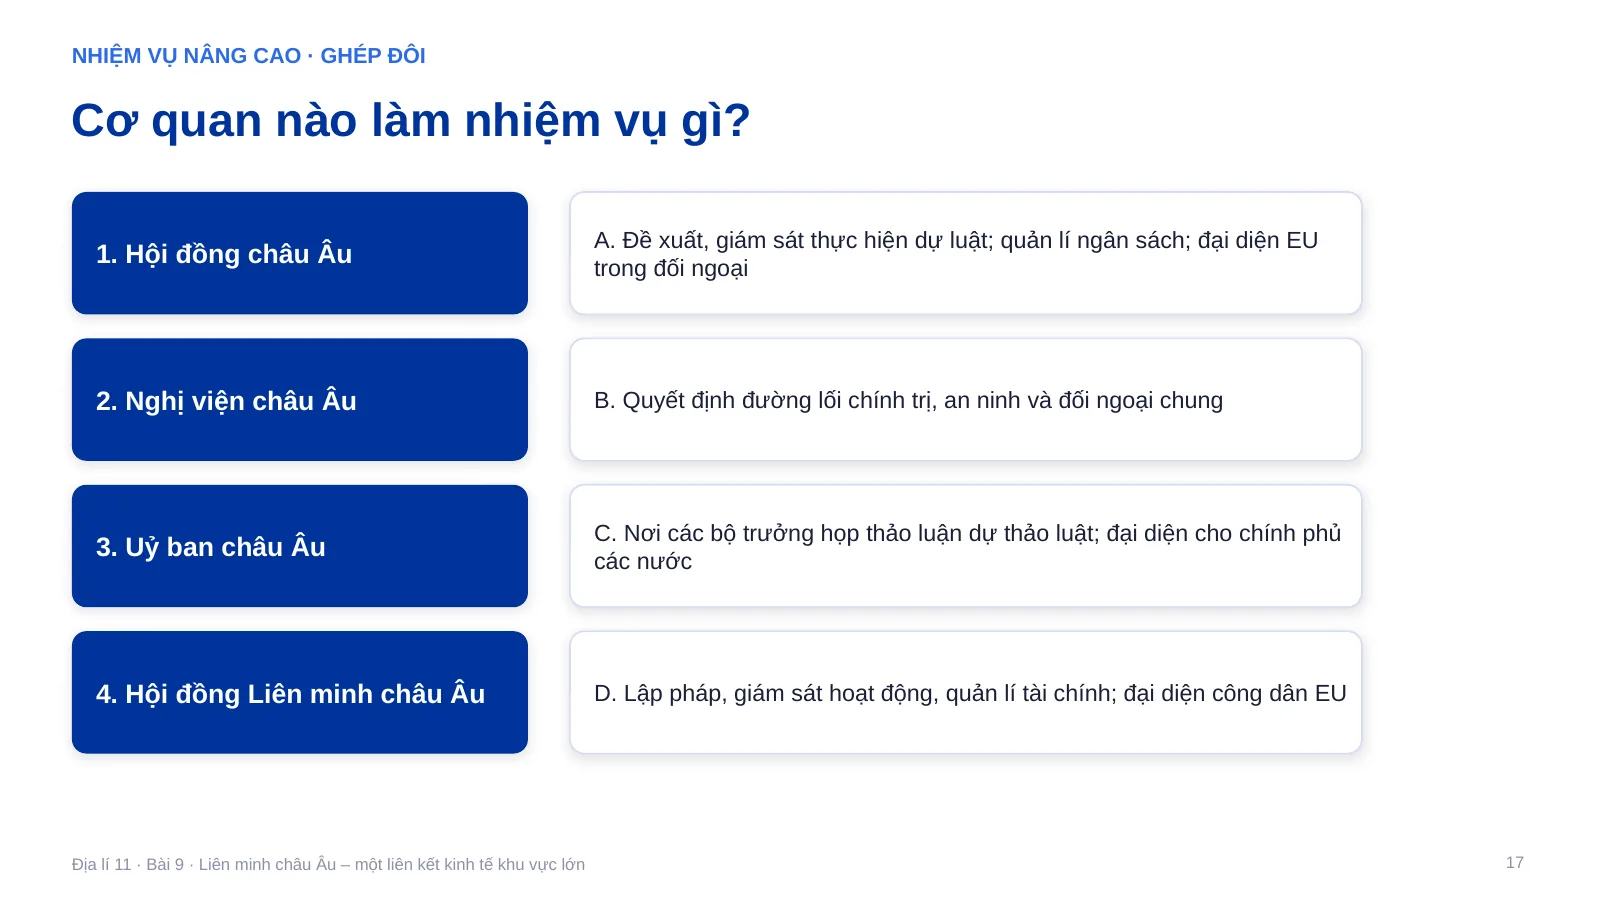 NHIỆM VỤ NÂNG CAO · GHÉP ĐÔI
Cơ quan nào làm nhiệm vụ gì?
1. Hội đồng châu Âu
A. Đề xuất, giám sát thực hiện dự luật; quản lí ngân sách; đại diện EU
trong đối ngoại
2. Nghị viện châu Âu
B. Quyết định đường lối chính trị, an ninh và đối ngoại chung
3. Uỷ ban châu Âu
C. Nơi các bộ trưởng họp thảo luận dự thảo luật; đại diện cho chính phủ
các nước
4. Hội đồng Liên minh châu Âu
D. Lập pháp, giám sát hoạt động, quản lí tài chính; đại diện công dân EU
Địa lí 11 · Bài 9 · Liên minh châu Âu – một liên kết kinh tế khu vực lớn
17